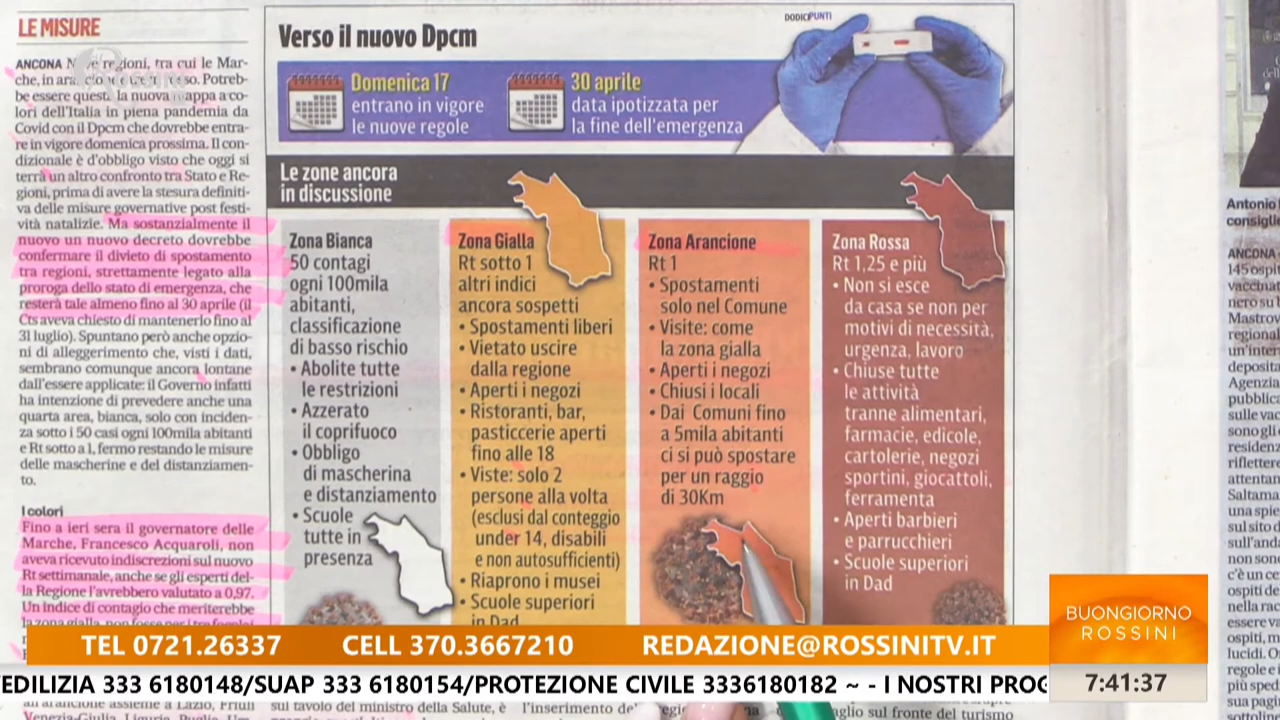 LE MISURE
ANCONA
che, in
be essere questa la nuova mappa a co-
lori dell'Italia in piena pandemia da
Covid con il Dpcm che dovrebbe entra-
re in vigore domenica prossima. Il con-
dizionale è d'obbligo visto che oggi si
terrà un altro confronto tra Stato e Re-
gioni, prima di avere la stesura definiti-
va delle misure governative post festi-
vità natalizie. Ma sostanzialmente il
nuovo un nuovo decreto dovrebbe
confermare il divieto di spostamento
tra regioni, strettamente legato alla
proroga dello stato di emergenza, che
resterà tale almeno fino al 30 aprile (il
Cts aveva chiesto di mantenerlo fino al
31 luglio). Spuntano però anche opzio-
ni di alleggerimento che, visti i dati,
sembrano comunque ancora lontane
dall'essere applicate: il Governo infatti
ha intenzione di prevedere anche una
quarta area, bianca, solo con inciden-
za sotto i 50 casi ogni 100mila abitanti
e Rt sotto a 1, fermo restando le misure
delle mascherine e del distanziamen-
to.
I colori
Fino a ieri sera il governatore delle
Marche, Francesco Acquaroli, non
aveva ricevuto indiscrezioni sul nuovo
Rt settimanale, anche se gli esperti del-
la Regione l'avrebbero valutato a 0,97.
Un indice di contagio che meriterebbe
DODICIPUNTI
Verso il nuovo Dpcm
Domenica 17
entrano in vigore
le nuove regole
30 aprile
data ipotizzata per
la fine dell'emergenza
Le zone ancora
in discussione
Zona Bianca
50 contagi
ogni 100mila
abitanti,
classificazione
di basso rischio
• Abolite tutte
le restrizioni
• Azzerato
il coprifuoco
• Obbligo
di mascherina
e distanziamento
• Scuole
tutte in
presenza
Zona Gialla
Rt sotto 1
altri indici
ancora sospetti
• Spostamenti liberi
• Vietato uscire
dalla regione
• Aperti i negozi
• Ristoranti, bar,
pasticcerie aperti
fino alle 18
• Viste: solo 2
persone alla volta
(esclusi dal conteggio
under 14, disabili
e non autosufficienti)
• Riaprono i musei
• Scuole superiori
in Dad
Zona Arancione
Rt 1
• Spostamenti
solo nel Comune
• Visite: come
la zona gialla
• Aperti i negozi
• Chiusi i locali
• Dai Comuni fino
a 5mila abitanti
ci si può spostare
per un raggio
di 30Km
Zona Rossa
Rt 1,25 e più
• Non si esce
da casa se non per
motivi di necessità,
urgenza, lavoro
• Chiuse tutte
le attività
tranne alimentari,
farmacie, edicole,
cartolerie, negozi
sportini, giocattoli,
ferramenta
• Aperti barbieri
e parrucchieri
• Scuole superiori
in Dad
Antonio
ANCONA
TEL 0721.26337 CELL 370.3667210 REDAZIONE@ROSSINITV.IT
BUONGIORNO
ROSSINI
EDILIZIA 333 6180148/SUAP 333 6180154/PROTEZIONE CIVILE 3336180182 ~ - I NOSTRI
7:41:37
sul tavolo del ministro della Salute, è
sul fronte del turismo